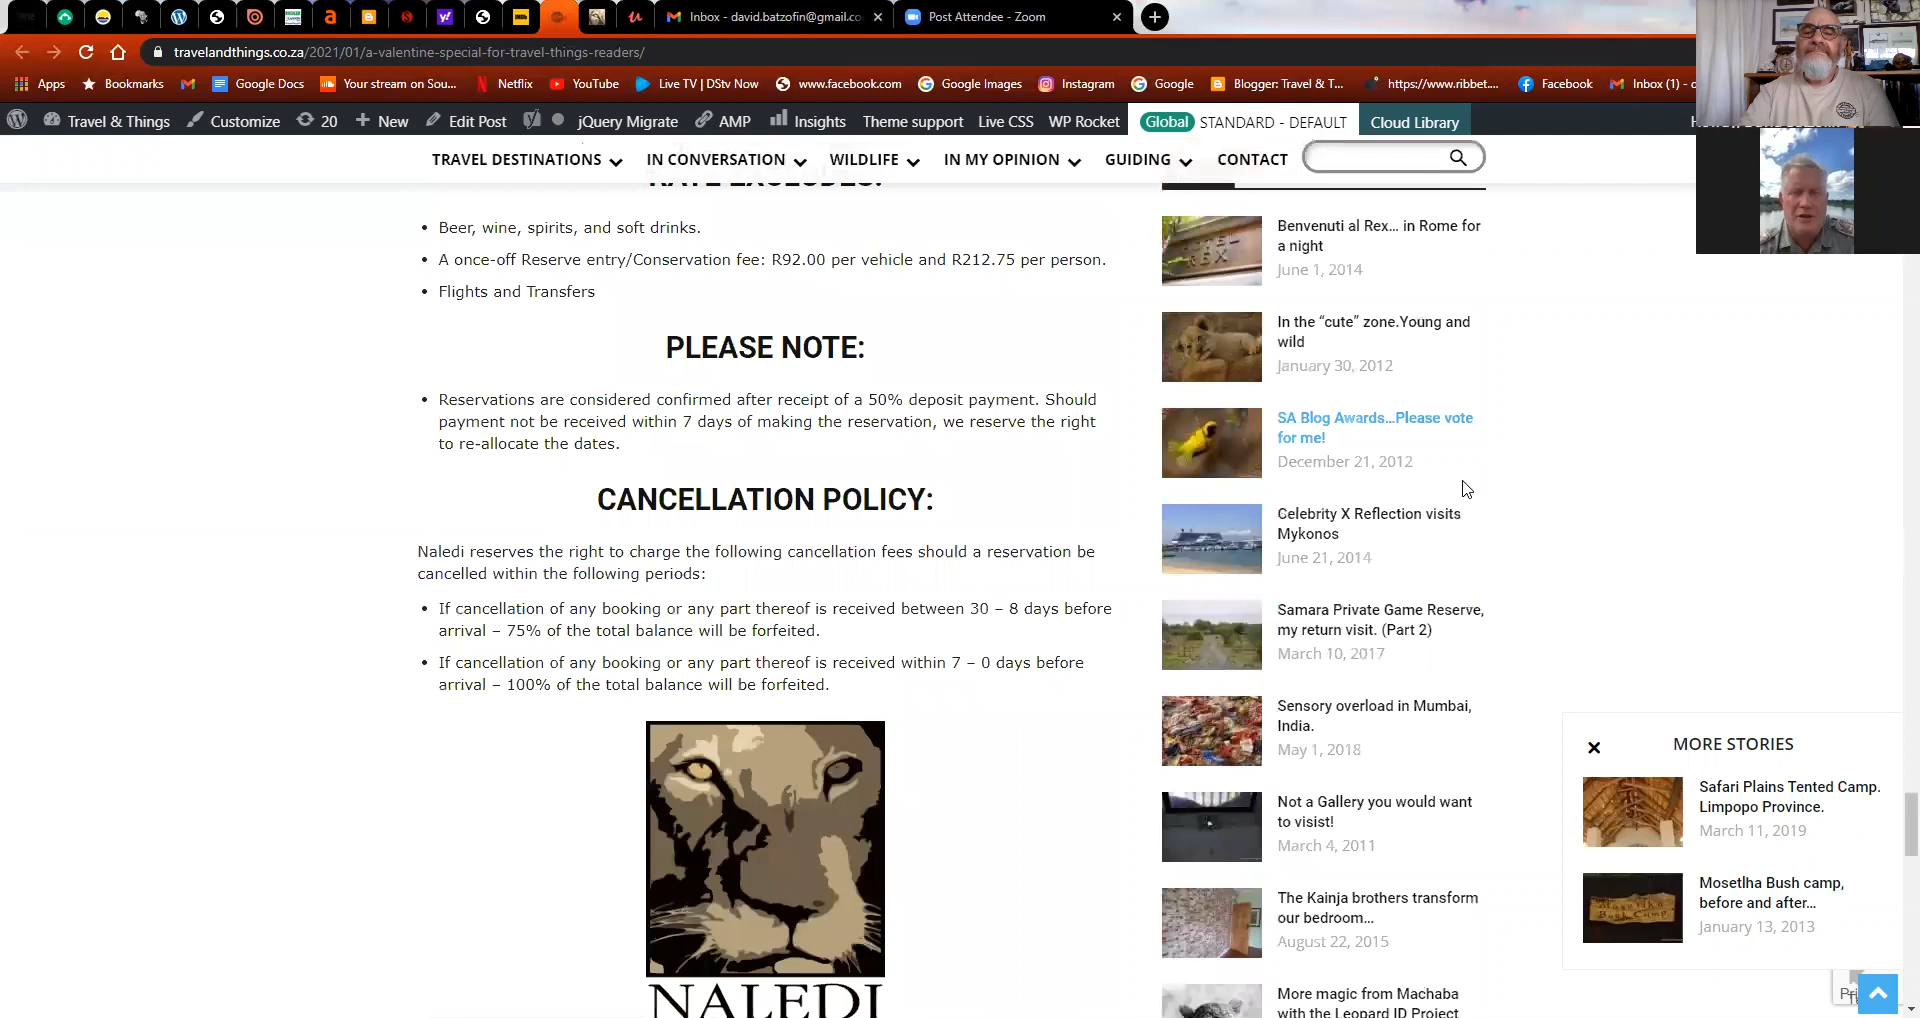 Inbox - david.batzofin@gmail.co
Post Attendee - Zoom
travelandthings.co.za/2021/01/a-valentine-special-for-travel-things-readers/
Apps
Bookmarks
Google Docs
Your stream on Sou...
Netflix
YouTube
Live TV | DStv Now
www.facebook.com
Google Images
Instagram
Google
Blogger: Travel & T...
https://www.ribbet....
Facebook
Inbox (1) -
Travel & Things
Customize
20
New
Edit Post
jQuery Migrate
AMP
Insights
Theme support
Live CSS
WP Rocket
Global STANDARD - DEFAULT
Cloud Library
TRAVEL DESTINATIONS
IN CONVERSATION
WILDLIFE
IN MY OPINION
GUIDING
CONTACT
RATE EXCLUDES:
• Beer, wine, spirits, and soft drinks.
• A once-off Reserve entry/Conservation fee: R92.00 per vehicle and R212.75 per person.
• Flights and Transfers
PLEASE NOTE:
• Reservations are considered confirmed after receipt of a 50% deposit payment. Should
payment not be received within 7 days of making the reservation, we reserve the right
to re-allocate the dates.
CANCELLATION POLICY:
Naledi reserves the right to charge the following cancellation fees should a reservation be
cancelled within the following periods:
• If cancellation of any booking or any part thereof is received between 30 – 8 days before
arrival – 75% of the total balance will be forfeited.
• If cancellation of any booking or any part thereof is received within 7 – 0 days before
arrival – 100% of the total balance will be forfeited.
NALEDI
Benvenuti al Rex… in Rome for
a night
June 1, 2014
In the “cute” zone.Young and
wild
January 30, 2012
SA Blog Awards…Please vote
for me!
December 21, 2012
Celebrity X Reflection visits
Mykonos
June 21, 2014
Samara Private Game Reserve,
my return visit. (Part 2)
March 10, 2017
Sensory overload in Mumbai,
India.
May 1, 2018
Not a Gallery you would want
to visist!
March 4, 2011
The Kainja brothers transform
our bedroom…
August 22, 2015
More magic from Machaba
with the Leopard ID Project
MORE STORIES
Safari Plains Tented Camp.
Limpopo Province.
March 11, 2019
Mosetlha Bush camp,
before and after…
January 13, 2013